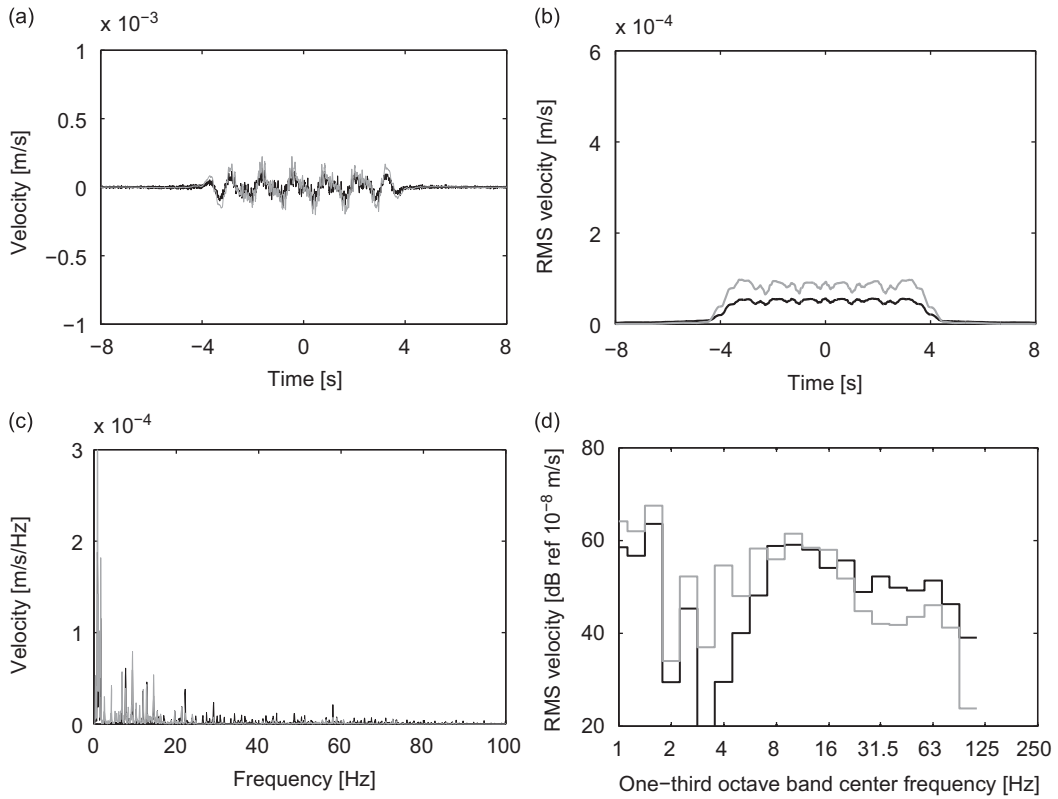 (a)
x 10⁻³
1
0.5
0
−0.5
−1
Velocity [m/s]
−8
−4
0
4
8
Time [s]
(b)
x 10⁻⁴
6
4
2
0
RMS velocity [m/s]
−8
−4
0
4
8
Time [s]
(c)
x 10⁻⁴
3
2
1
0
Velocity [m/s/Hz]
0
20
40
60
80
100
Frequency [Hz]
(d)
80
60
40
20
RMS velocity [dB ref 10⁻⁸ m/s]
1
2
4
8
16
31.5
63
125
250
One−third octave band center frequency [Hz]